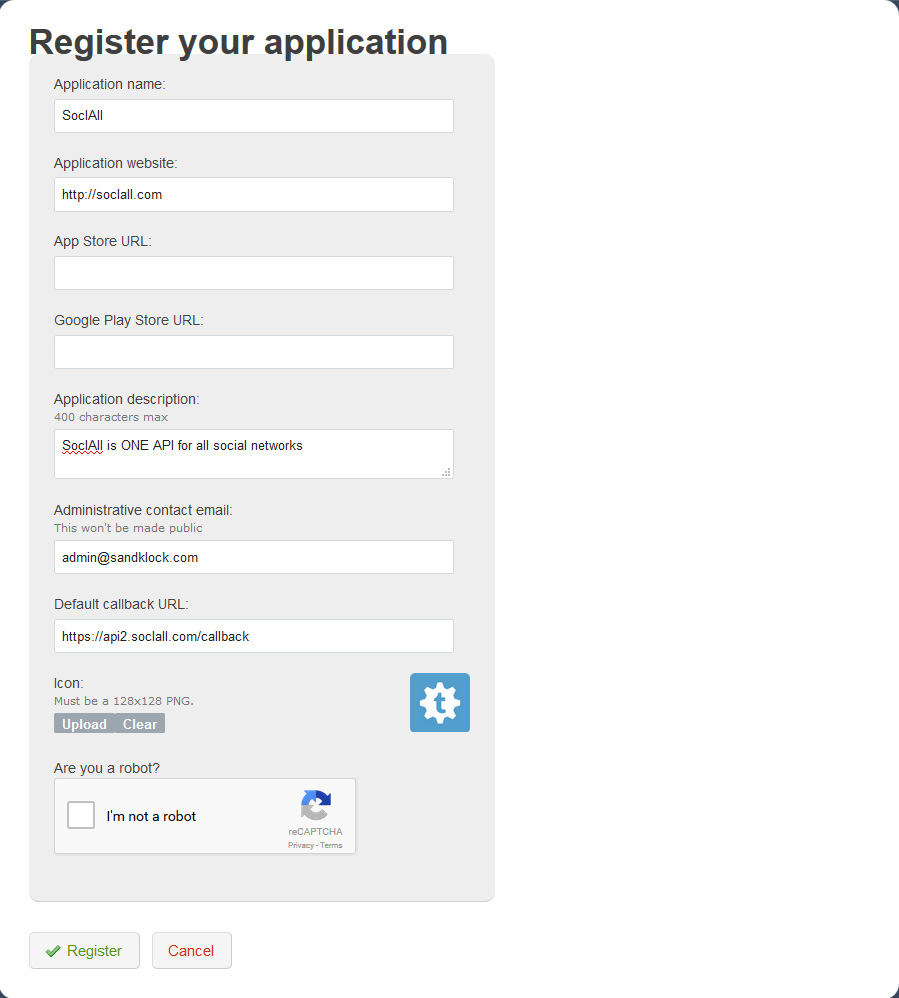 Register your application
Application name:
SoclAll
Application website:
http://soclall.com
App Store URL:
Google Play Store URL:
Application description:
400 characters max
SoclAll is ONE API for all social networks
Administrative contact email:
This won't be made public
admin@sandklock.com
Default callback URL:
https://api2.soclall.com/callback
Icon:
Must be a 128x128 PNG.
t
Upload Clear
Are you a robot?
I'm not a robot
reCAPTCHA
Privacy - Terms
Register Cancel